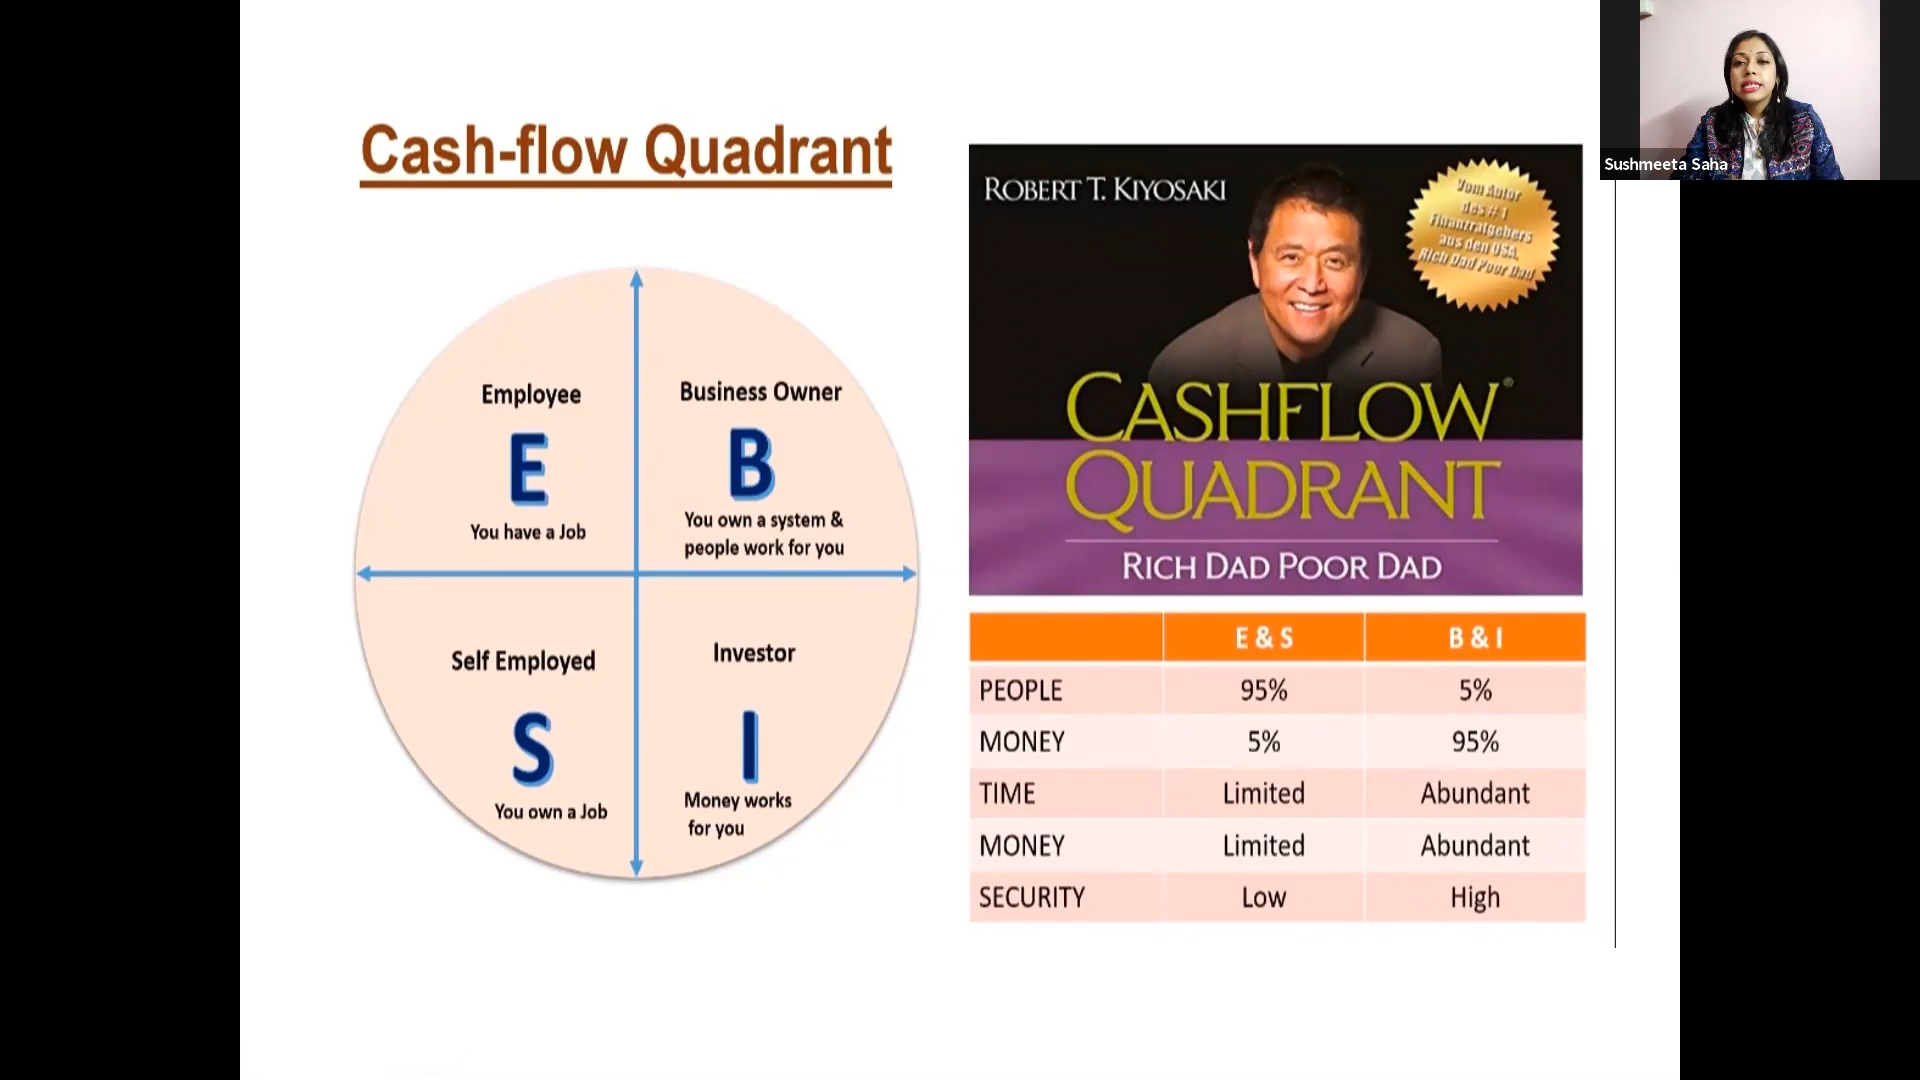 Cash-flow Quadrant
Employee
E
You have a Job
Business Owner
B
You own a system &
people work for you
Self Employed
S
You own a Job
Investor
I
Money works
for you
ROBERT T. KIYOSAKI
Vom Autor
des #1
Finanzratgebers
aus den USA,
Rich Dad Poor Dad
CASHFLOW®
QUADRANT
RICH DAD POOR DAD
E & S B & I
PEOPLE 95% 5%
MONEY 5% 95%
TIME Limited Abundant
MONEY Limited Abundant
SECURITY Low High
Sushmeeta Saha